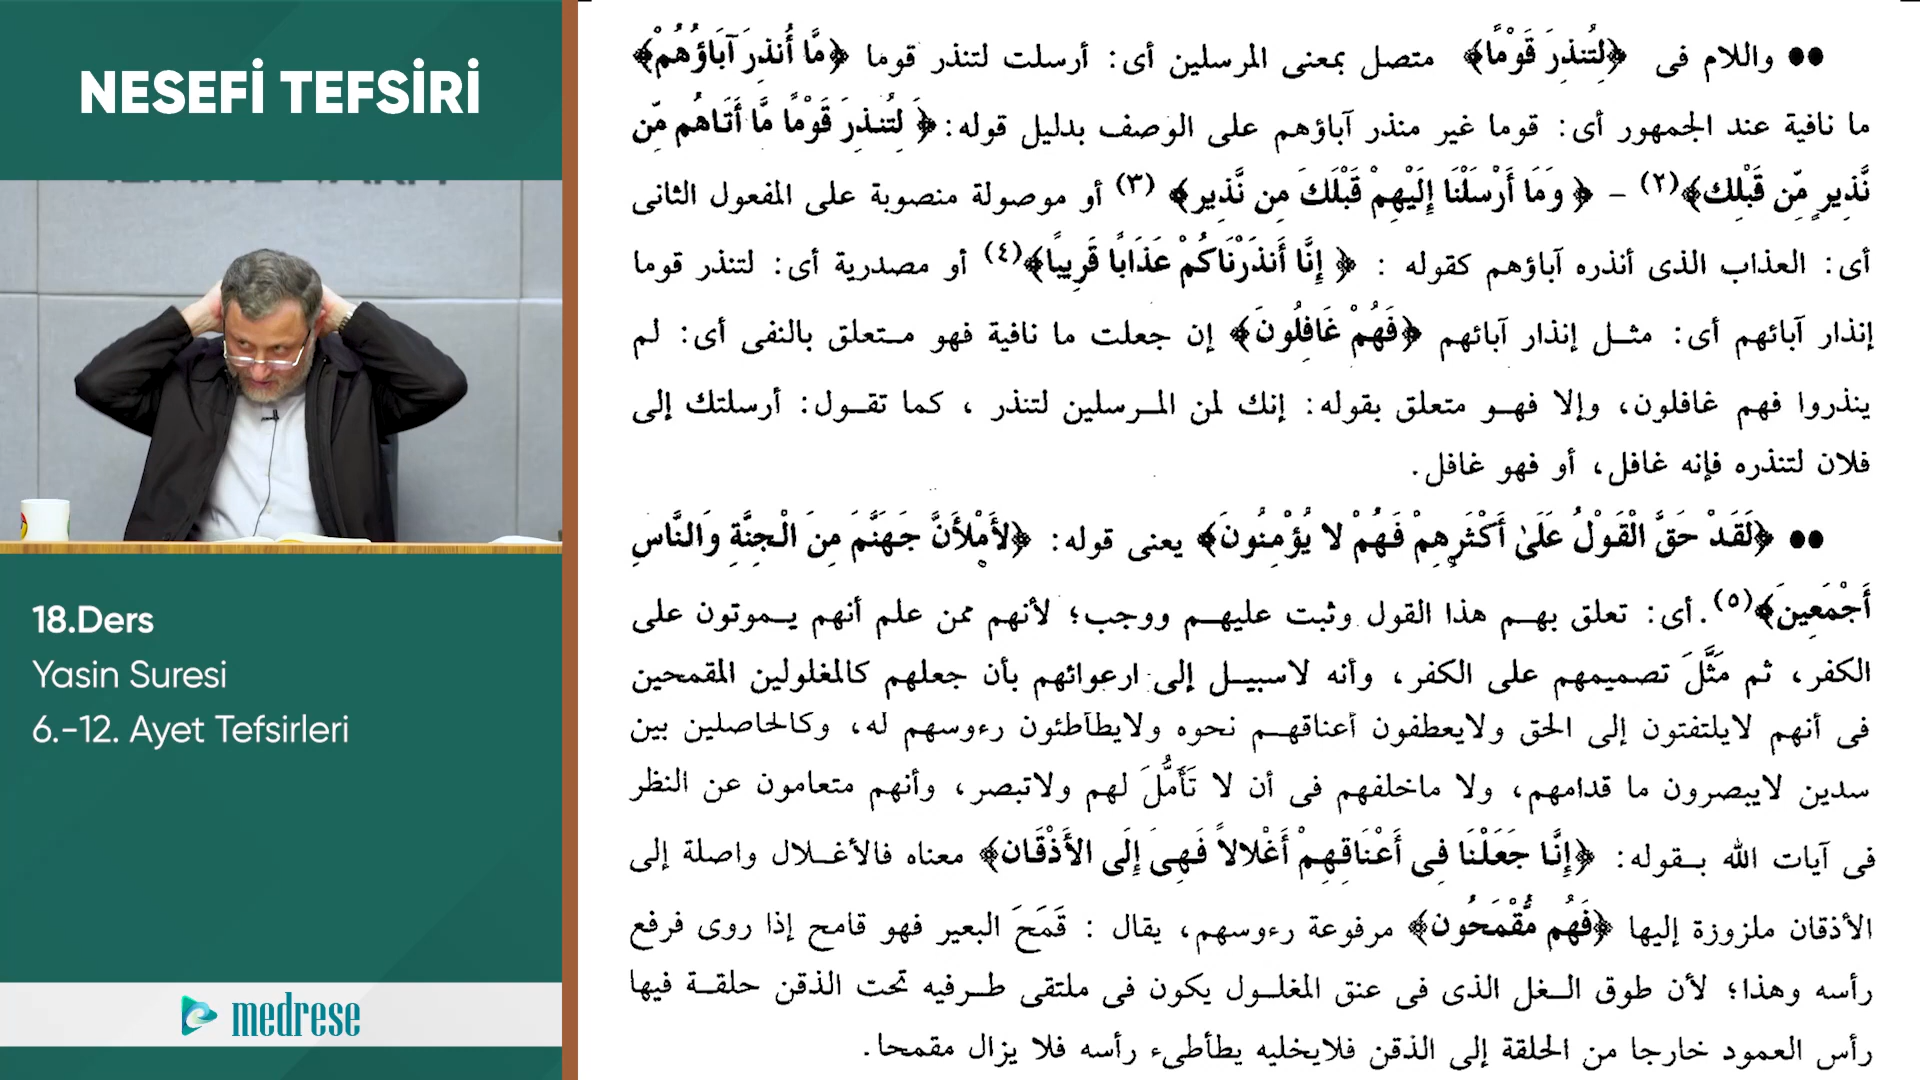 NESEFİ TEFSİRİ
18.Ders
Yasin Suresi
6.-12. Ayet Tefsirleri
medrese
●● واللام فى ﴿لِتُنذِرَ قَوْمًا﴾ متصل بمعنى المرسلين أى: أرسلت لتنذر قوما ﴿مَّا أُنذِرَ آبَاؤُهُمْ﴾
ما نافية عند الجمهور أى: قوما غير منذر آباؤهم على الوصف بدليل قوله: ﴿لِتُنذِرَ قَوْمًا مَّا أَتَاهُم مِّن
نَّذِيرٍ مِّن قَبْلِكَ﴾(٢) – ﴿وَمَا أَرْسَلْنَا إِلَيْهِمْ قَبْلَكَ مِن نَّذِيرٍ﴾ (٣) أو موصولة منصوبة على المفعول الثانى
أى: العذاب الذى أنذره آباؤهم كقوله : ﴿إِنَّا أَنذَرْنَاكُمْ عَذَابًا قَرِيبًا﴾(٤) أو مصدرية أى: لتنذر قوما
إنذار آبائهم أى: مثل إنذار آبائهم ﴿فَهُمْ غَافِلُونَ﴾ إن جعلت ما نافية فهو متعلق بالنفى أى: لم
ينذروا فهم غافلون، وإلا فهو متعلق بقوله: إنك لمن المرسلين لتنذر ، كما تقول: أرسلتك إلى
فلان لتنذره فإنه غافل، أو فهو غافل.
●● ﴿لَقَدْ حَقَّ الْقَوْلُ عَلَىٰ أَكْثَرِهِمْ فَهُمْ لا يُؤْمِنُونَ﴾ يعنى قوله: ﴿لأَمْلأَنَّ جَهَنَّمَ مِنَ الْجِنَّةِ وَالنَّاسِ
أَجْمَعِينَ﴾(٥). أى: تعلق بهم هذا القول وثبت عليهم ووجب؛ لأنهم ممن علم أنهم يموتون على
الكفر، ثم مَثَّلَ تصميمهم على الكفر، وأنه لاسبيل إلى ارعوائهم بأن جعلهم كالمغلولين المقمحين
فى أنهم لايلتفتون إلى الحق ولايعطفون أعناقهم نحوه ولايطأطئون رءوسهم له، وكالحاصلين بين
سدين لايبصرون ما قدامهم، ولا ماخلفهم فى أن لا تَأَمُّلَ لهم ولاتبصر، وأنهم متعامون عن النظر
فى آيات الله بقوله: ﴿إِنَّا جَعَلْنَا فِى أَعْنَاقِهِمْ أَغْلالاً فَهِىَ إِلَى الأَذْقَانِ﴾ معناه فالأغلال واصلة إلى
الأذقان ملزوزة إليها ﴿فَهُم مُّقْمَحُون﴾ مرفوعة رءوسهم، يقال : قَمَحَ البعير فهو قامح إذا روى فرفع
رأسه وهذا؛ لأن طوق الغل الذى فى عنق المغلول يكون فى ملتقى طرفيه تحت الذقن حلقة فيها
رأس العمود خارجا من الحلقة إلى الذقن فلايخليه يطأطىء رأسه فلا يزال مقمحا.